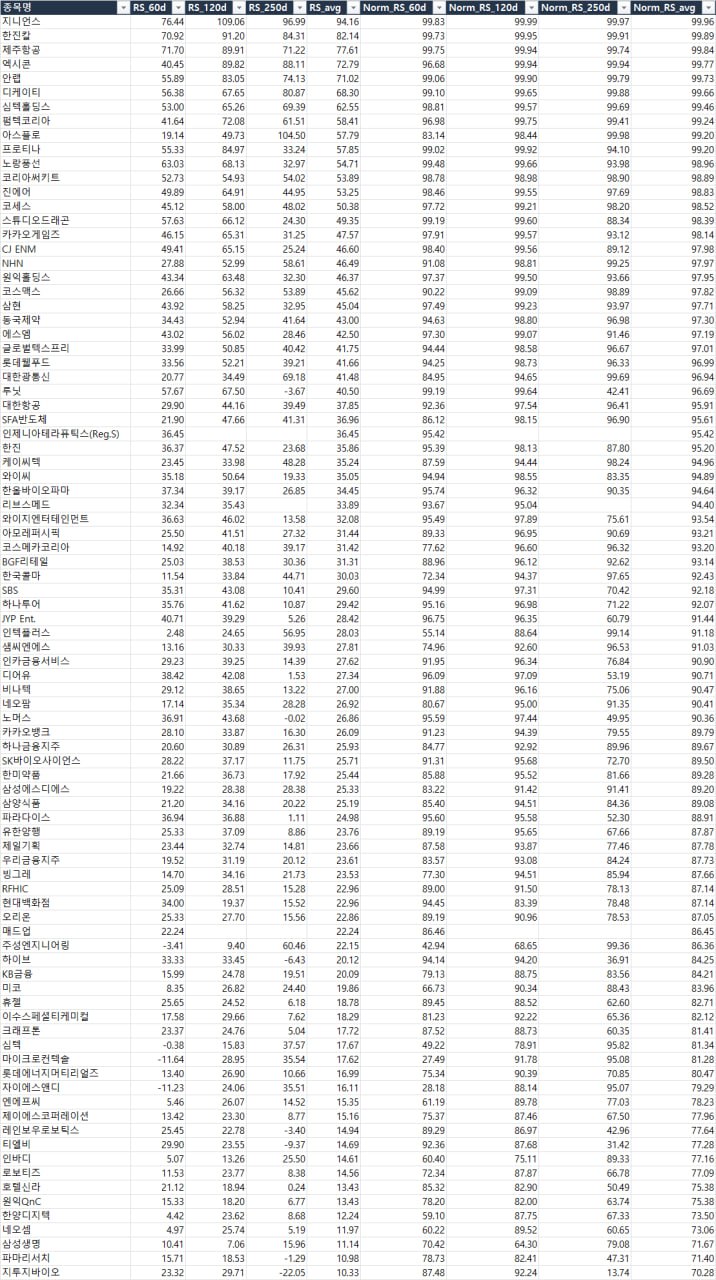 종목명 RS_60d RS_120d RS_250d RS_avg Norm_RS_60d Norm_RS_120d Norm_RS_250d Norm_RS_avg
지니언스 76.44 109.06 96.99 94.16 99.83 99.99 99.97 99.96
한진칼 70.92 91.20 84.31 82.14 99.73 99.95 99.91 99.89
제주항공 71.70 89.91 71.22 77.61 99.75 99.94 99.74 99.84
엑시콘 40.45 89.82 88.11 72.79 96.68 99.94 99.94 99.77
안랩 55.89 83.05 74.13 71.02 99.06 99.90 99.79 99.73
디케이티 56.38 67.65 80.87 68.30 99.10 99.65 99.88 99.66
심텍홀딩스 53.00 65.26 69.39 62.55 98.81 99.57 99.69 99.46
펌텍코리아 41.64 72.08 61.51 58.41 96.98 99.75 99.41 99.24
아스플로 19.14 49.73 104.50 57.79 83.14 98.44 99.98 99.20
프로티나 55.33 84.97 33.24 57.85 99.02 99.92 94.10 99.20
노랑풍선 63.03 68.13 32.97 54.71 99.48 99.66 93.98 98.96
코리아써키트 52.73 54.93 54.02 53.89 98.78 98.98 98.90 98.89
진에어 49.89 64.91 44.95 53.25 98.46 99.55 97.69 98.83
코세스 45.12 58.00 48.02 50.38 97.72 99.21 98.20 98.52
스튜디오드래곤 57.63 66.12 24.30 49.35 99.19 99.60 88.34 98.39
카카오게임즈 46.15 65.31 31.25 47.57 97.91 99.57 93.12 98.14
CJ ENM 49.41 65.15 25.24 46.60 98.40 99.56 89.12 97.98
NHN 27.88 52.99 58.61 46.49 91.08 98.81 99.25 97.97
원익홀딩스 43.34 63.48 32.30 46.37 97.37 99.50 93.66 97.95
코스맥스 26.66 56.32 53.89 45.62 90.22 99.09 98.89 97.82
삼현 43.92 58.25 32.95 45.04 97.49 99.23 93.97 97.71
동국제약 34.43 52.94 41.64 43.00 94.63 98.80 96.98 97.30
에스엠 43.02 56.02 28.46 42.50 97.30 99.07 91.46 97.19
글로벌텍스프리 33.99 50.85 40.42 41.75 94.44 98.58 96.67 97.01
롯데웰푸드 33.56 52.21 39.21 41.66 94.25 98.73 96.33 96.99
대한광통신 20.77 34.49 69.18 41.48 84.95 94.65 99.69 96.94
루닛 57.67 67.50 -3.67 40.50 99.19 99.64 42.41 96.69
대한항공 29.90 44.16 39.49 37.85 92.36 97.54 96.41 95.91
SFA반도체 21.90 47.66 41.31 36.96 86.12 98.15 96.90 95.61
인제니아테라퓨틱스(Reg.S) 36.45 36.45 95.42 95.42
한진 36.37 47.52 23.68 35.86 95.39 98.13 87.80 95.20
케이씨텍 23.45 33.98 48.28 35.24 87.59 94.44 98.24 94.96
와이씨 35.18 50.64 19.33 35.05 94.94 98.55 83.35 94.89
한올바이오파마 37.34 39.17 26.85 34.45 95.74 96.32 90.35 94.64
리브스메드 32.34 35.43 33.89 93.67 95.04 94.40
와이지엔터테인먼트 36.63 46.02 13.58 32.08 95.49 97.89 75.61 93.54
아모레퍼시픽 25.50 41.51 27.32 31.44 89.33 96.95 90.69 93.21
코스메카코리아 14.92 40.18 39.17 31.42 77.62 96.60 96.32 93.20
BGF리테일 25.03 38.53 30.36 31.31 88.96 96.12 92.62 93.14
한국콜마 11.54 33.84 44.71 30.03 72.34 94.37 97.65 92.43
SBS 35.31 43.08 10.41 29.60 94.99 97.31 70.42 92.18
하나투어 35.76 41.62 10.87 29.42 95.16 96.98 71.22 92.07
JYP Ent. 40.71 39.29 5.26 28.42 96.75 96.35 60.79 91.44
인텍플러스 2.48 24.65 56.95 28.03 55.14 88.64 99.14 91.18
샘씨엔에스 13.16 30.33 39.93 27.81 74.96 92.60 96.53 91.03
인카금융서비스 29.23 39.25 14.39 27.62 91.95 96.34 76.84 90.90
디어유 38.42 42.08 1.53 27.34 96.09 97.09 53.19 90.71
비나텍 29.12 38.65 13.22 27.00 91.88 96.16 75.06 90.47
네오팜 17.14 35.34 28.28 26.92 80.67 95.00 91.35 90.41
노머스 36.91 43.68 -0.02 26.86 95.59 97.44 49.95 90.36
카카오뱅크 28.10 33.87 16.30 26.09 91.23 94.39 79.55 89.79
하나금융지주 20.60 30.89 26.31 25.93 84.77 92.92 89.96 89.67
SK바이오사이언스 28.22 37.17 11.75 25.71 91.31 95.68 72.70 89.50
한미약품 21.66 36.73 17.92 25.44 85.88 95.52 81.66 89.28
삼성에스디에스 19.22 28.38 28.38 25.33 83.22 91.42 91.41 89.20
삼양식품 21.20 34.16 20.22 25.19 85.40 94.51 84.36 89.08
파라다이스 36.94 36.88 1.11 24.98 95.60 95.58 52.30 88.91
유한양행 25.33 37.09 8.86 23.76 89.19 95.65 67.66 87.87
제일기획 23.44 32.74 14.81 23.66 87.58 93.87 77.46 87.78
우리금융지주 19.52 31.19 20.12 23.61 83.57 93.08 84.24 87.73
빙그레 14.70 34.16 21.73 23.53 77.30 94.51 85.94 87.66
RFHIC 25.09 28.51 15.28 22.96 89.00 91.50 78.13 87.14
현대백화점 34.00 19.37 15.52 22.96 94.45 83.39 78.48 87.14
오리온 25.33 27.70 15.56 22.86 89.19 90.96 78.53 87.05
매드업 22.24 22.24 86.46 86.45
주성엔지니어링 -3.41 9.40 60.46 22.15 42.94 68.65 99.36 86.36
하이브 33.33 33.45 -6.43 20.12 94.14 94.20 36.91 84.25
KB금융 15.99 24.78 19.51 20.09 79.13 88.75 83.56 84.21
미코 8.35 26.82 24.40 19.86 66.73 90.34 88.43 83.96
휴젤 25.65 24.52 6.18 18.78 89.45 88.52 62.60 82.71
이수스페셜티케미컬 17.58 29.66 7.62 18.29 81.23 92.22 65.36 82.12
크래프톤 23.37 24.76 5.04 17.72 87.52 88.73 60.35 81.41
심텍 -0.38 15.83 37.57 17.67 49.22 78.91 95.82 81.34
마이크로컨텍솔 -11.64 28.95 35.54 17.62 27.49 91.78 95.08 81.28
롯데에너지머티리얼즈 13.40 26.90 10.66 16.99 75.34 90.39 70.85 80.47
자이에스앤디 -11.23 24.06 35.51 16.11 28.18 88.14 95.07 79.29
엔에프씨 5.46 26.07 14.52 15.35 61.19 89.78 77.03 78.23
제이에스코퍼레이션 13.42 23.30 8.77 15.16 75.37 87.46 67.50 77.96
레인보우로보틱스 25.45 22.78 -3.40 14.94 89.29 86.97 42.96 77.64
티엘비 29.90 23.55 -9.37 14.69 92.36 87.68 31.42 77.28
인바디 5.07 13.26 25.50 14.61 60.40 75.11 89.33 77.16
로보티즈 11.53 23.77 8.38 14.56 72.34 87.87 66.78 77.09
호텔신라 21.12 18.94 0.24 13.43 85.32 82.90 50.49 75.38
원익QnC 15.33 18.20 6.77 13.43 78.20 82.00 63.74 75.38
한양디지텍 4.42 23.62 8.68 12.24 59.10 87.75 67.33 73.50
네오셈 4.97 25.74 5.19 11.97 60.22 89.52 60.65 73.06
삼성생명 10.41 7.06 15.96 11.14 70.42 64.30 79.08 71.67
파마리서치 15.71 18.53 -1.29 10.98 78.73 82.41 47.31 71.40
지투지바이오 23.32 29.71 -22.05 10.33 87.48 92.24 13.74 70.28